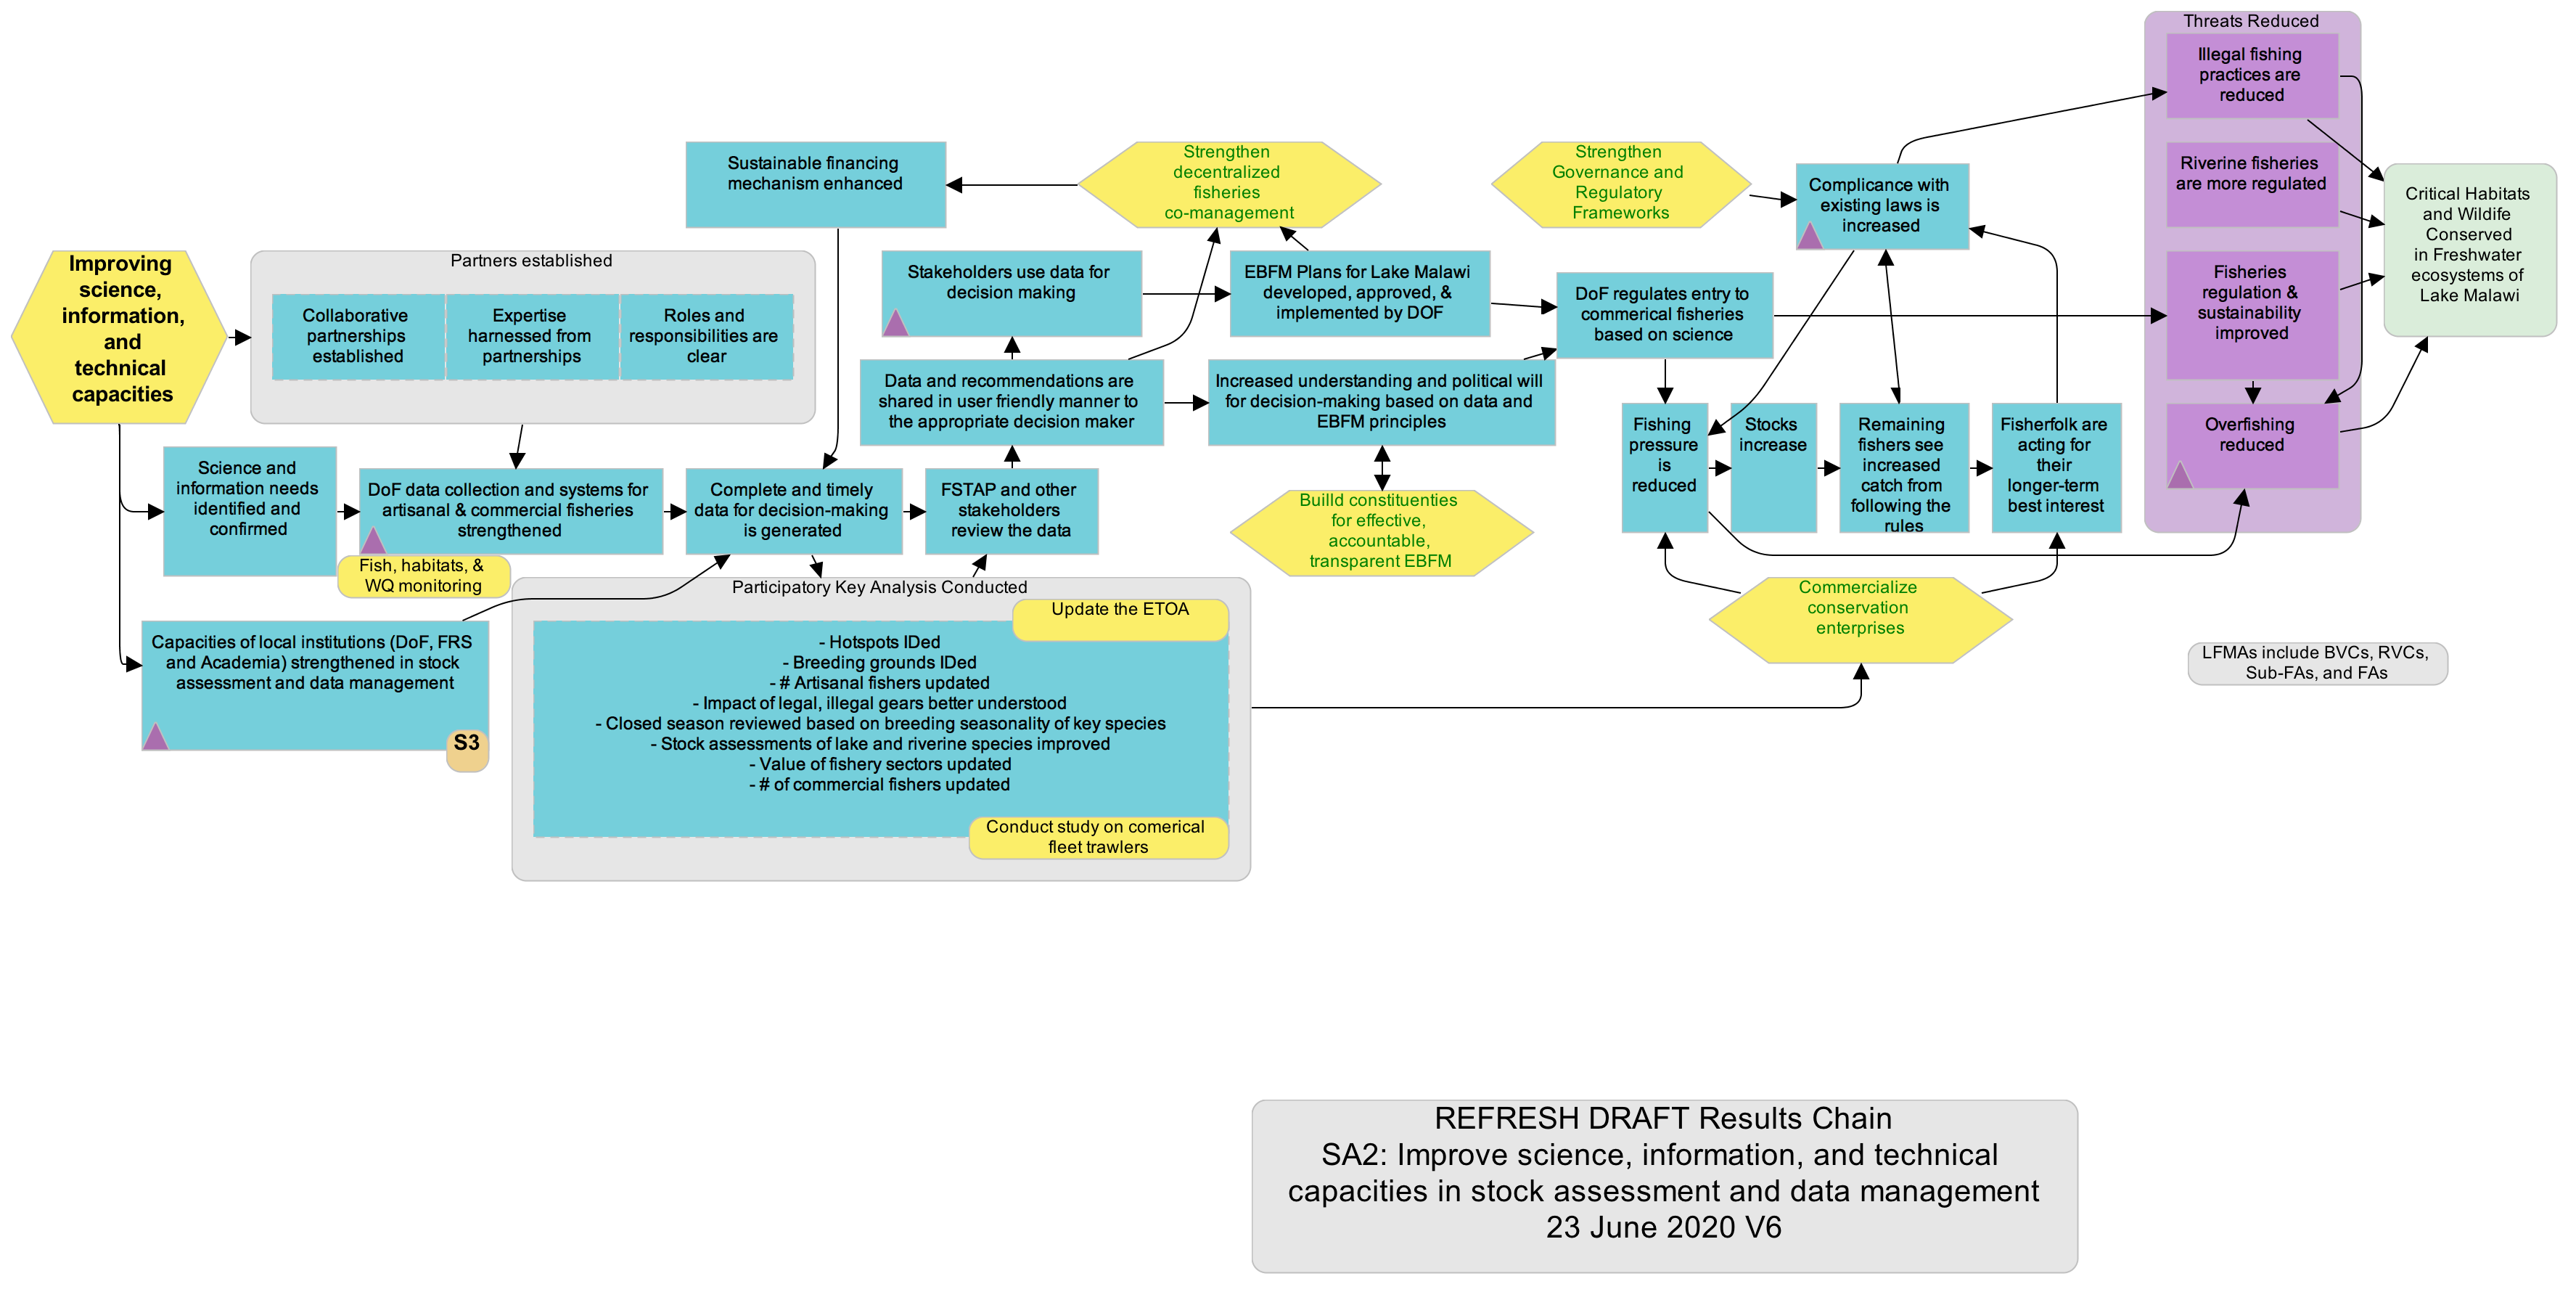 Threats Reduced
Illegal fishing
practices are
reduced
Riverine fisheries
are more regulated
Fisheries
regulation &
sustainability
improved
Overfishing
reduced
Critical Habitats
and Wildife
Conserved
in Freshwater
ecosystems of
Lake Malawi
Sustainable financing
mechanism enhanced
Strengthen
decentralized
fisheries
co-management
Strengthen
Governance and
Regulatory
Frameworks
Complicance with
existing laws is
increased
Improving
science,
information,
and
technical
capacities
Partners established
Collaborative
partnerships
established
Expertise
harnessed from
partnerships
Roles and
responsibilities are
clear
Stakeholders use data for
decision making
EBFM Plans for Lake Malawi
developed, approved, &
implemented by DOF
DoF regulates entry to
commerical fisheries
based on science
Data and recommendations are
shared in user friendly manner to
the appropriate decision maker
Increased understanding and political will
for decision-making based on data and
EBFM principles
Fishing
pressure
is
reduced
Stocks
increase
Remaining
fishers see
increased
catch from
following the
rules
Fisherfolk are
acting for
their
longer-term
best interest
Science and
information needs
identified and
confirmed
DoF data collection and systems for
artisanal & commercial fisheries
strengthened
Fish, habitats, &
WQ monitoring
Complete and timely
data for decision-making
is generated
FSTAP and other
stakeholders
review the data
Builld constituenties
for effective,
accountable,
transparent EBFM
Commercialize
conservation
enterprises
Capacities of local institutions (DoF, FRS
and Academia) strengthened in stock
assessment and data management
S3
Participatory Key Analysis Conducted
Update the ETOA
- Hotspots IDed
- Breeding grounds IDed
- # Artisanal fishers updated
- Impact of legal, illegal gears better understood
- Closed season reviewed based on breeding seasonality of key species
- Stock assessments of lake and riverine species improved
- Value of fishery sectors updated
- # of commercial fishers updated
Conduct study on comerical
fleet trawlers
LFMAs include BVCs, RVCs,
Sub-FAs, and FAs
REFRESH DRAFT Results Chain
SA2: Improve science, information, and technical
capacities in stock assessment and data management
23 June 2020 V6